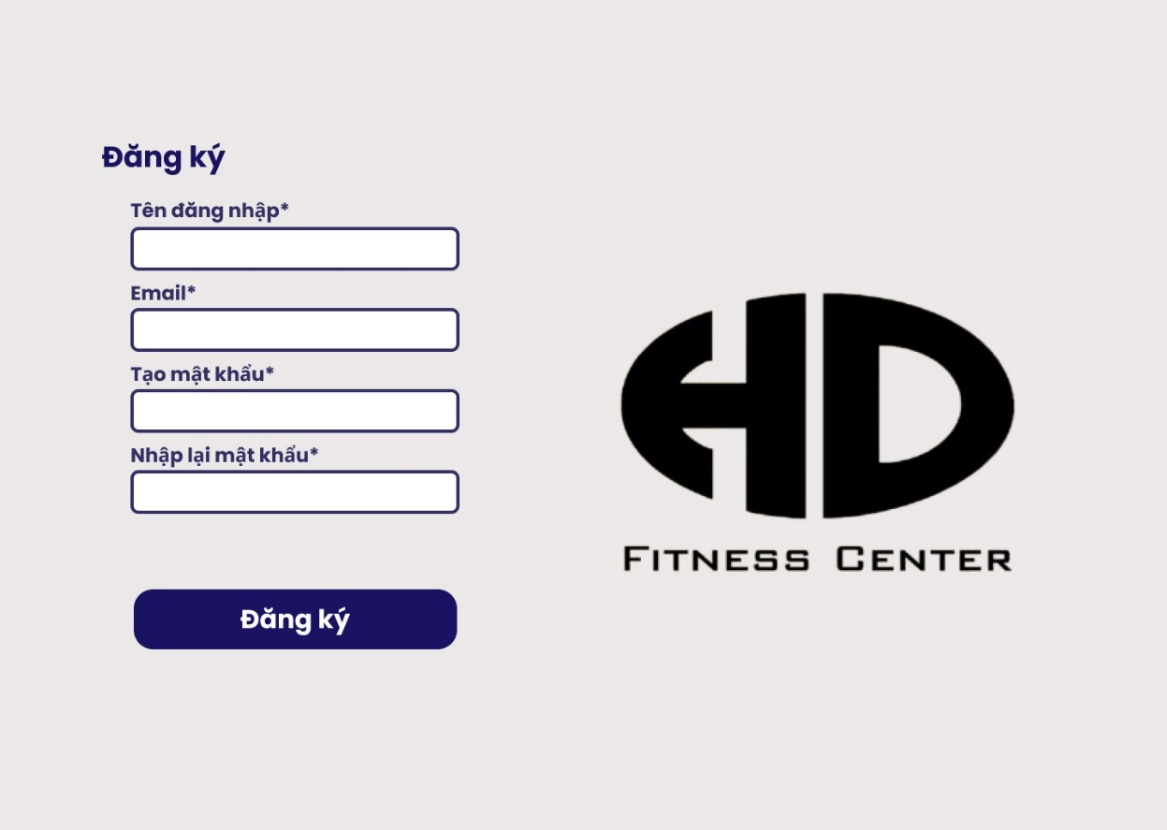 Đăng ký
Tên đăng nhập*
Email*
Tạo mật khẩu*
Nhập lại mật khẩu*
Đăng ký
HD
FITNESS CENTER